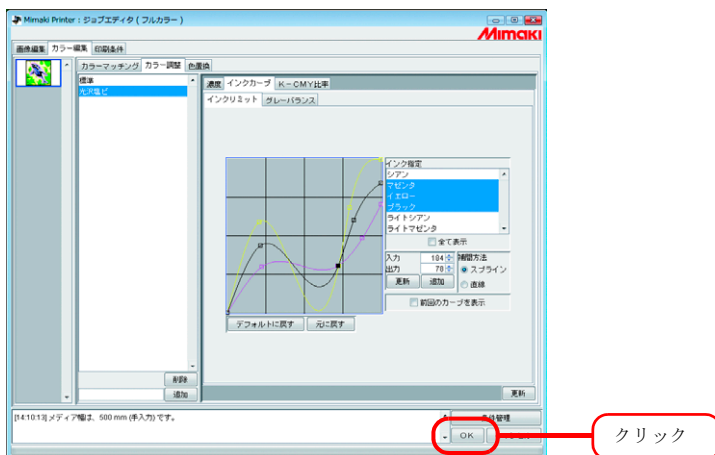 Mimaki Printer : ジョブエディタ ( フルカラー )
Mimaki
画像編集 カラー編集 印刷条件
カラーマッチング カラー調整 色置換
標準
光沢塩ビ
濃度 インクカーブ K－CMY比率
インクリミット グレーバランス
インク指定
シアン
マゼンタ
イエロー
ブラック
ライトシアン
ライトマゼンタ
全て表示
入力 184
出力 78
更新 追加
補間方法
スプライン
直線
前回のカーブを表示
デフォルトに戻す 元に戻す
削除
追加
更新
[14:10:13] メディア幅は、500 mm (手入力) です。
条件管理
OK
クリック